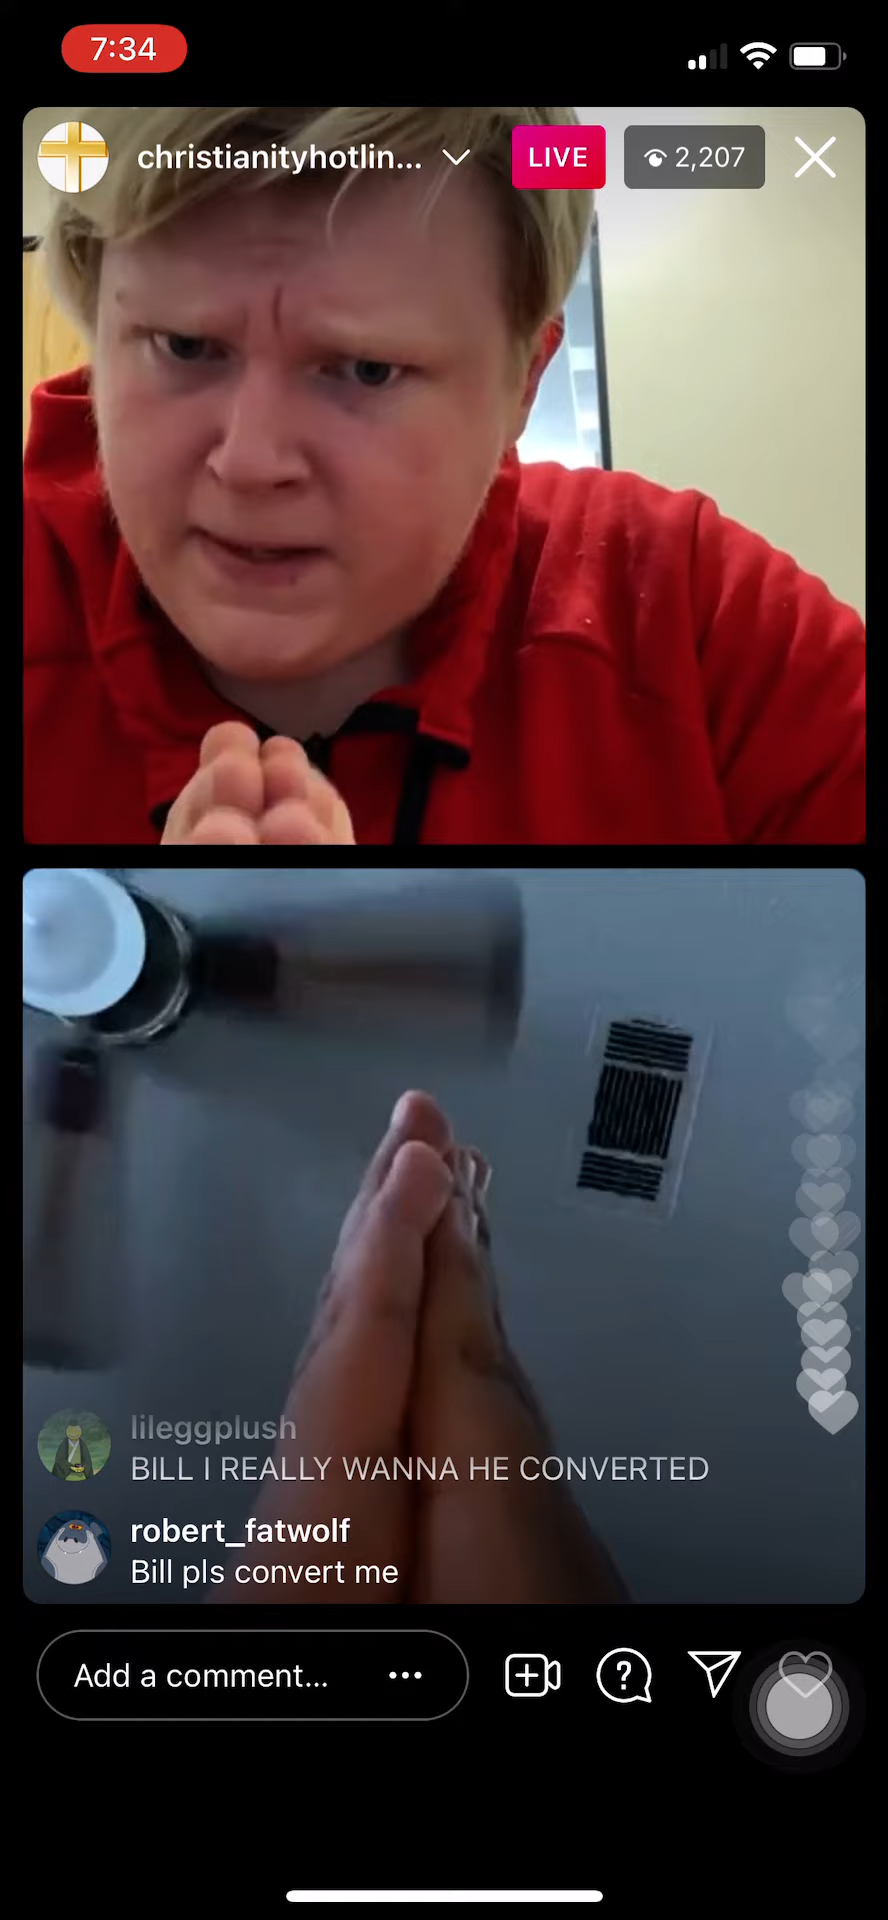 7:34
christianityhotlin...
LIVE
2,207
lileggplush
BILL I REALLY WANNA HE CONVERTED
robert_fatwolf
Bill pls convert me
Add a comment...